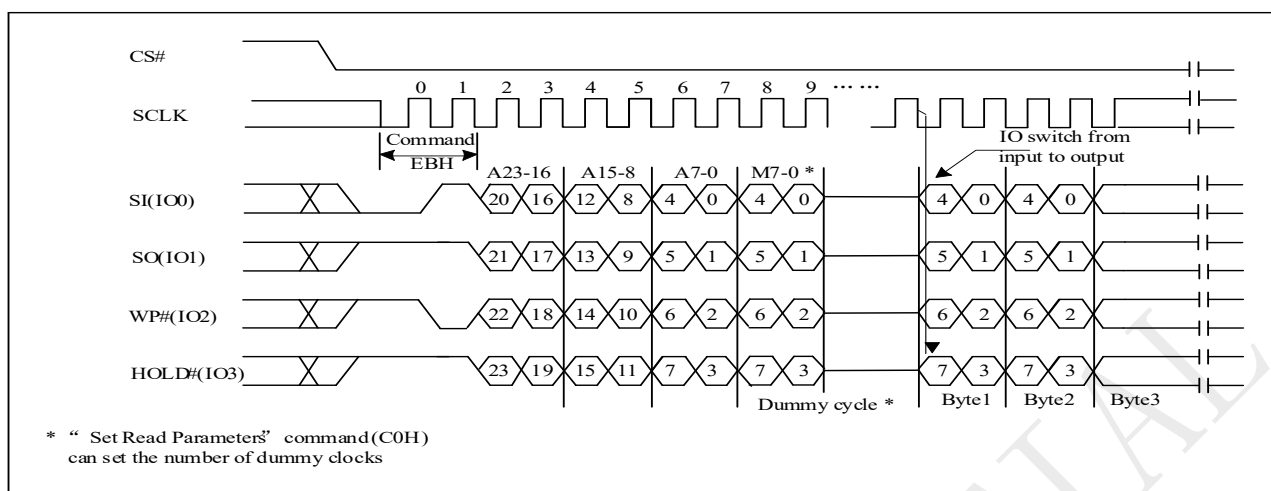 CS#
0 1 2 3 4 5 6 7 8 9 ... ...
SCLK
Command
EBH
IO switch from
input to output
A23-16 A15-8 A7-0 M7-0 *
SI(IO0) 20 16 12 8 4 0 4 0 4 0 4 0
SO(IO1) 21 17 13 9 5 1 5 1 5 1 5 1
WP#(IO2) 22 18 14 10 6 2 6 2 6 2 6 2
HOLD#(IO3) 23 19 15 11 7 3 7 3 7 3 7 3
Dummy cycle * Byte1 Byte2 Byte3
* “ Set Read Parameters” command(C0H)
can set the number of dummy clocks